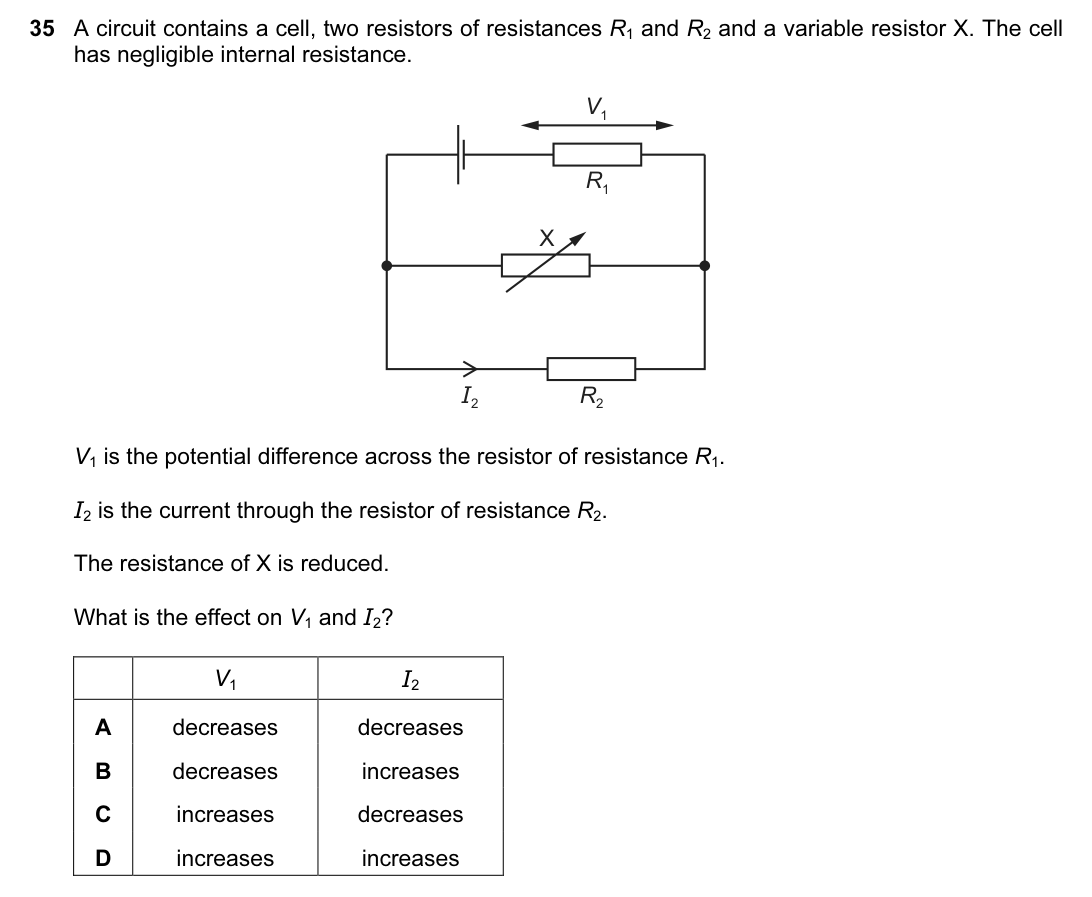 35 A circuit contains a cell, two resistors of resistances R₁ and R₂ and a variable resistor X. The cell
has negligible internal resistance.
V₁
R₁
X
I₂
R₂
V₁ is the potential difference across the resistor of resistance R₁.
I₂ is the current through the resistor of resistance R₂.
The resistance of X is reduced.
What is the effect on V₁ and I₂?
V₁ I₂
A decreases decreases
B decreases increases
C increases decreases
D increases increases